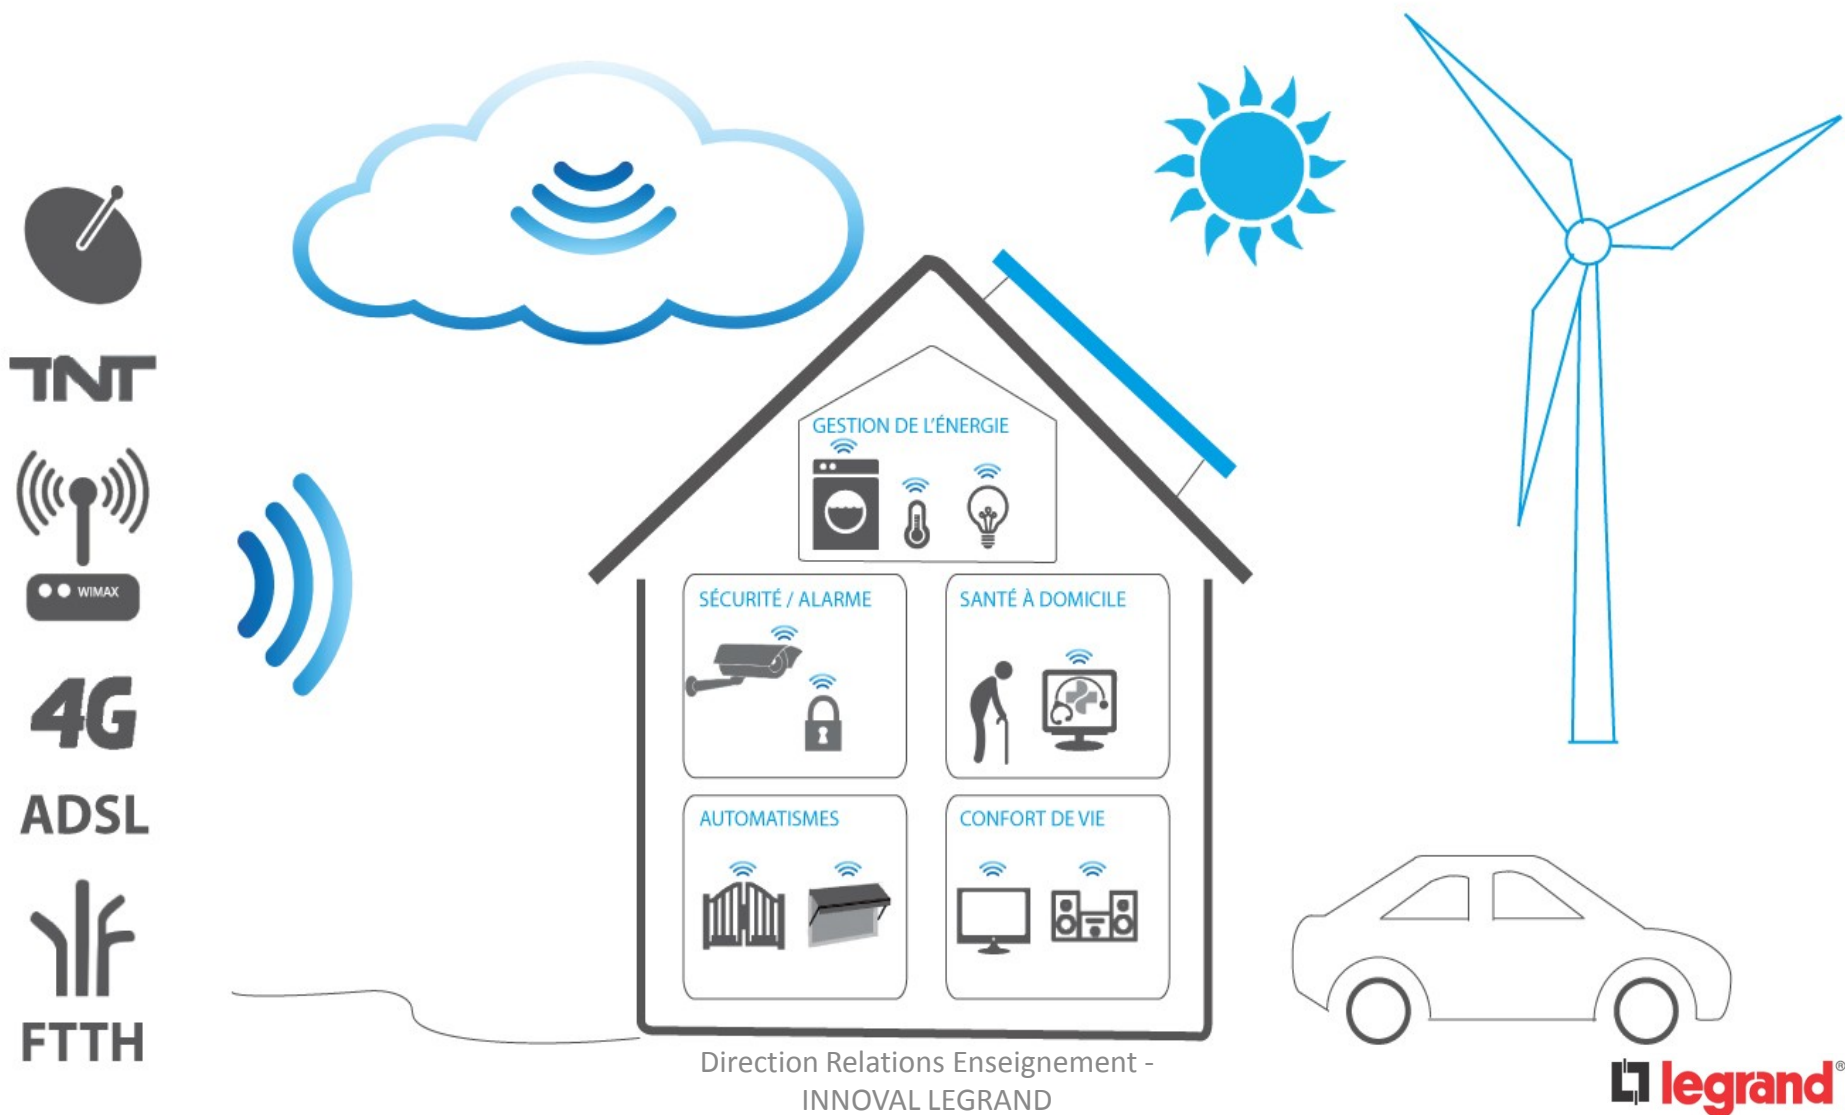 TNT
WIMAX
4G
ADSL
FTTH
GESTION DE L'ÉNERGIE
SÉCURITÉ / ALARME
SANTÉ À DOMICILE
AUTOMATISMES
CONFORT DE VIE
Direction Relations Enseignement -
INNOVAL LEGRAND
legrand®